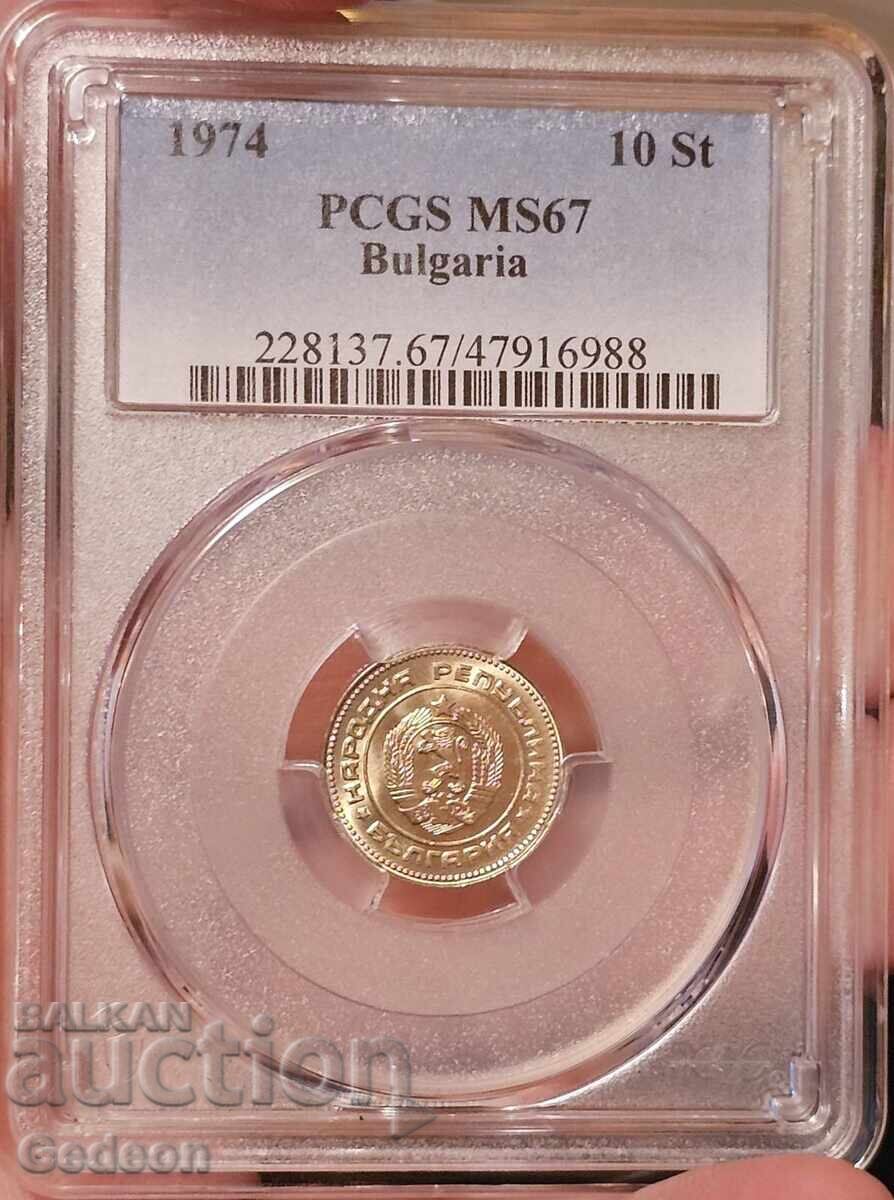 1974 10 St
PCGS MS67
Bulgaria
228137.67/47916988
НАРОДНА РЕПУБЛИКА
БЪЛГАРИЯ
BALKAN
auction
Gedeon